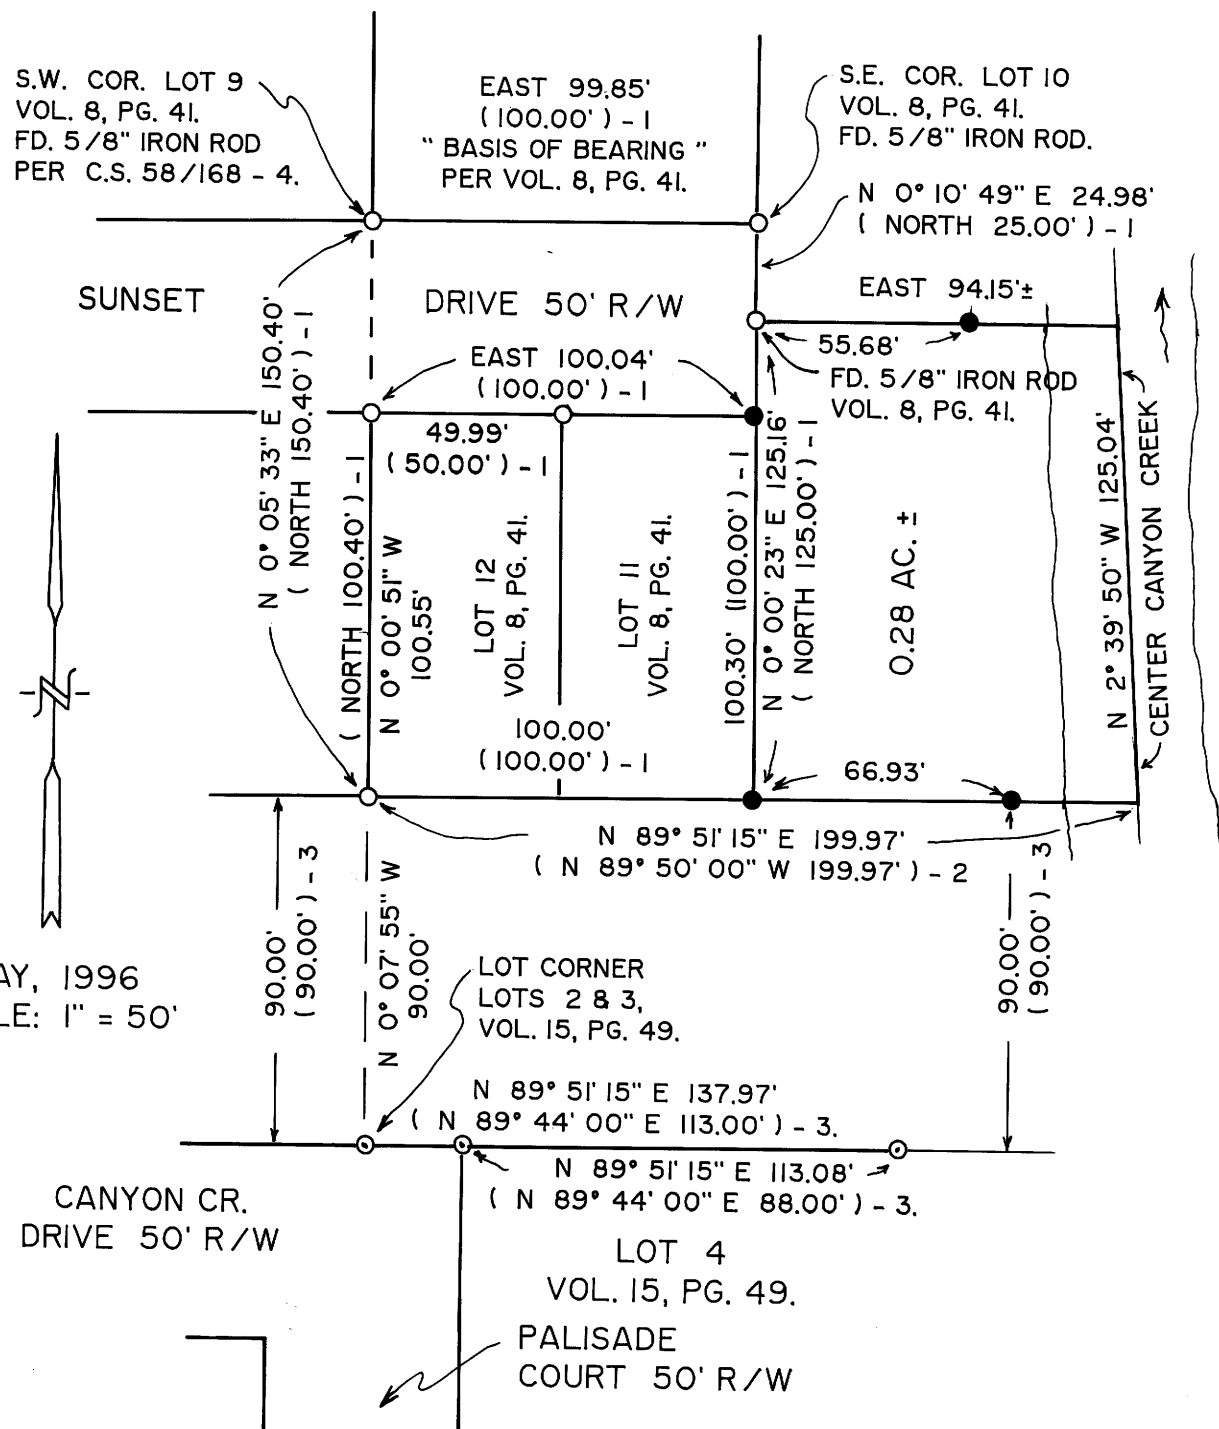 S.W. COR. LOT 9
VOL. 8, PG. 41.
FD. 5/8" IRON ROD
PER C.S. 58/168 - 4.
EAST 99.85'
(100.00') - 1
" BASIS OF BEARING "
PER VOL. 8, PG. 41.
S.E. COR. LOT 10
VOL. 8, PG. 41.
FD. 5/8" IRON ROD.
N 0° 10' 49" E 24.98'
( NORTH 25.00' ) - 1
SUNSET
DRIVE 50' R/W
EAST 94.15'±
55.68'
FD. 5/8" IRON ROD
VOL. 8, PG. 41.
EAST 100.04'
(100.00') - 1
49.99'
( 50.00' ) - 1
N 0° 05' 33" E 150.40'
( NORTH 150.40' ) - 1
( NORTH 100.40' ) - 1
N 0° 00' 51" W
100.55'
LOT 12
VOL. 8, PG. 41.
LOT 11
VOL. 8, PG. 41.
100.30' (100.00') - 1
N 0° 00' 23" E 125.16'
( NORTH 125.00' ) - 1
0.28 AC. ±
N 2° 39' 50" W 125.04'
CENTER CANYON CREEK
N
100.00'
(100.00' ) - 1
66.93'
N 89° 51' 15" E 199.97'
( N 89° 50' 00" W 199.97' ) - 2
90.00'
( 90.00' ) - 3
N 0° 07' 55" W
90.00'
90.00'
( 90.00' ) - 3
AY, 1996
LE: 1" = 50'
LOT CORNER
LOTS 2 & 3,
VOL. 15, PG. 49.
N 89° 51' 15" E 137.97'
( N 89° 44' 00" E 113.00' ) - 3.
N 89° 51' 15" E 113.08'
( N 89° 44' 00" E 88.00' ) - 3.
CANYON CR.
DRIVE 50' R/W
LOT 4
VOL. 15, PG. 49.
PALISADE
COURT 50' R/W